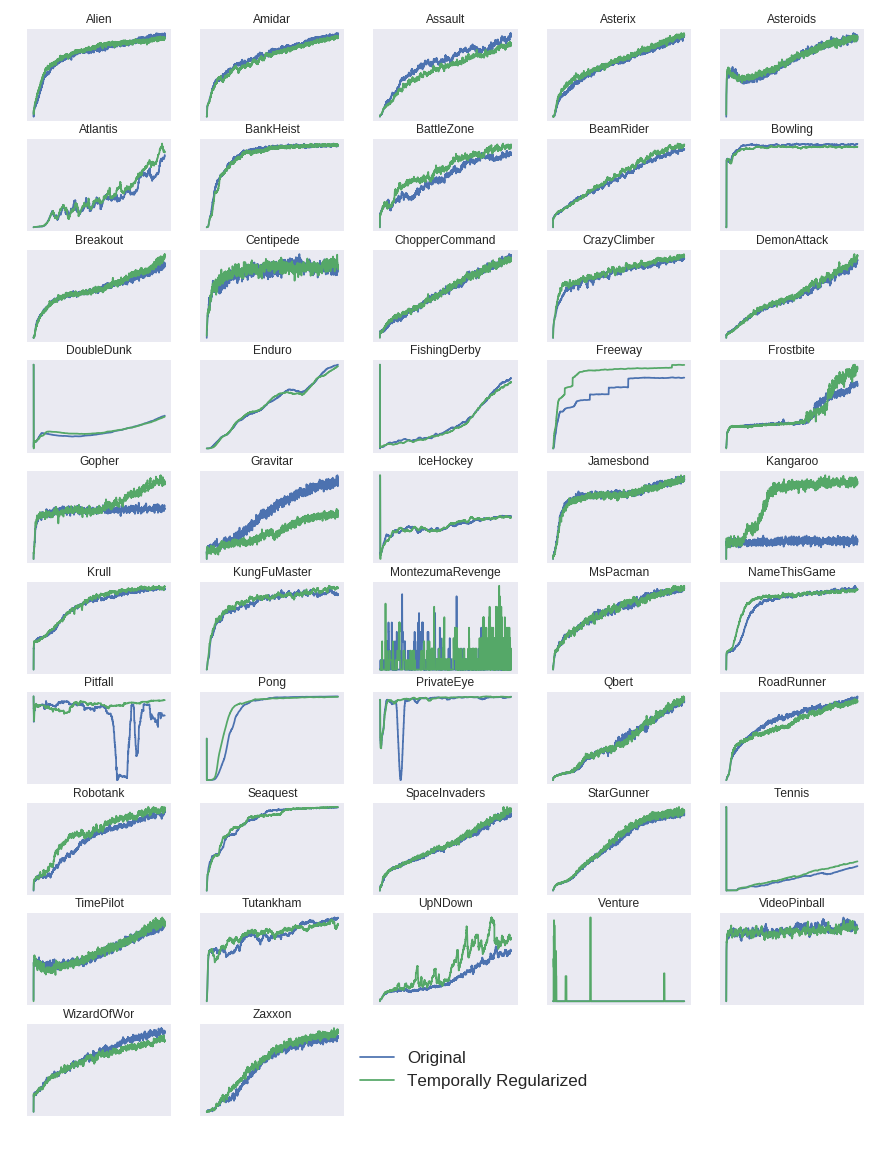 Alien Amidar Assault Asterix Asteroids
Atlantis BankHeist BattleZone BeamRider Bowling
Breakout Centipede ChopperCommand CrazyClimber DemonAttack
DoubleDunk Enduro FishingDerby Freeway Frostbite
Gopher Gravitar IceHockey Jamesbond Kangaroo
Krull KungFuMaster MontezumaRevenge MsPacman NameThisGame
Pitfall Pong PrivateEye Qbert RoadRunner
Robotank Seaquest SpaceInvaders StarGunner Tennis
TimePilot Tutankham UpNDown Venture VideoPinball
WizardOfWor Zaxxon
Original
Temporally Regularized